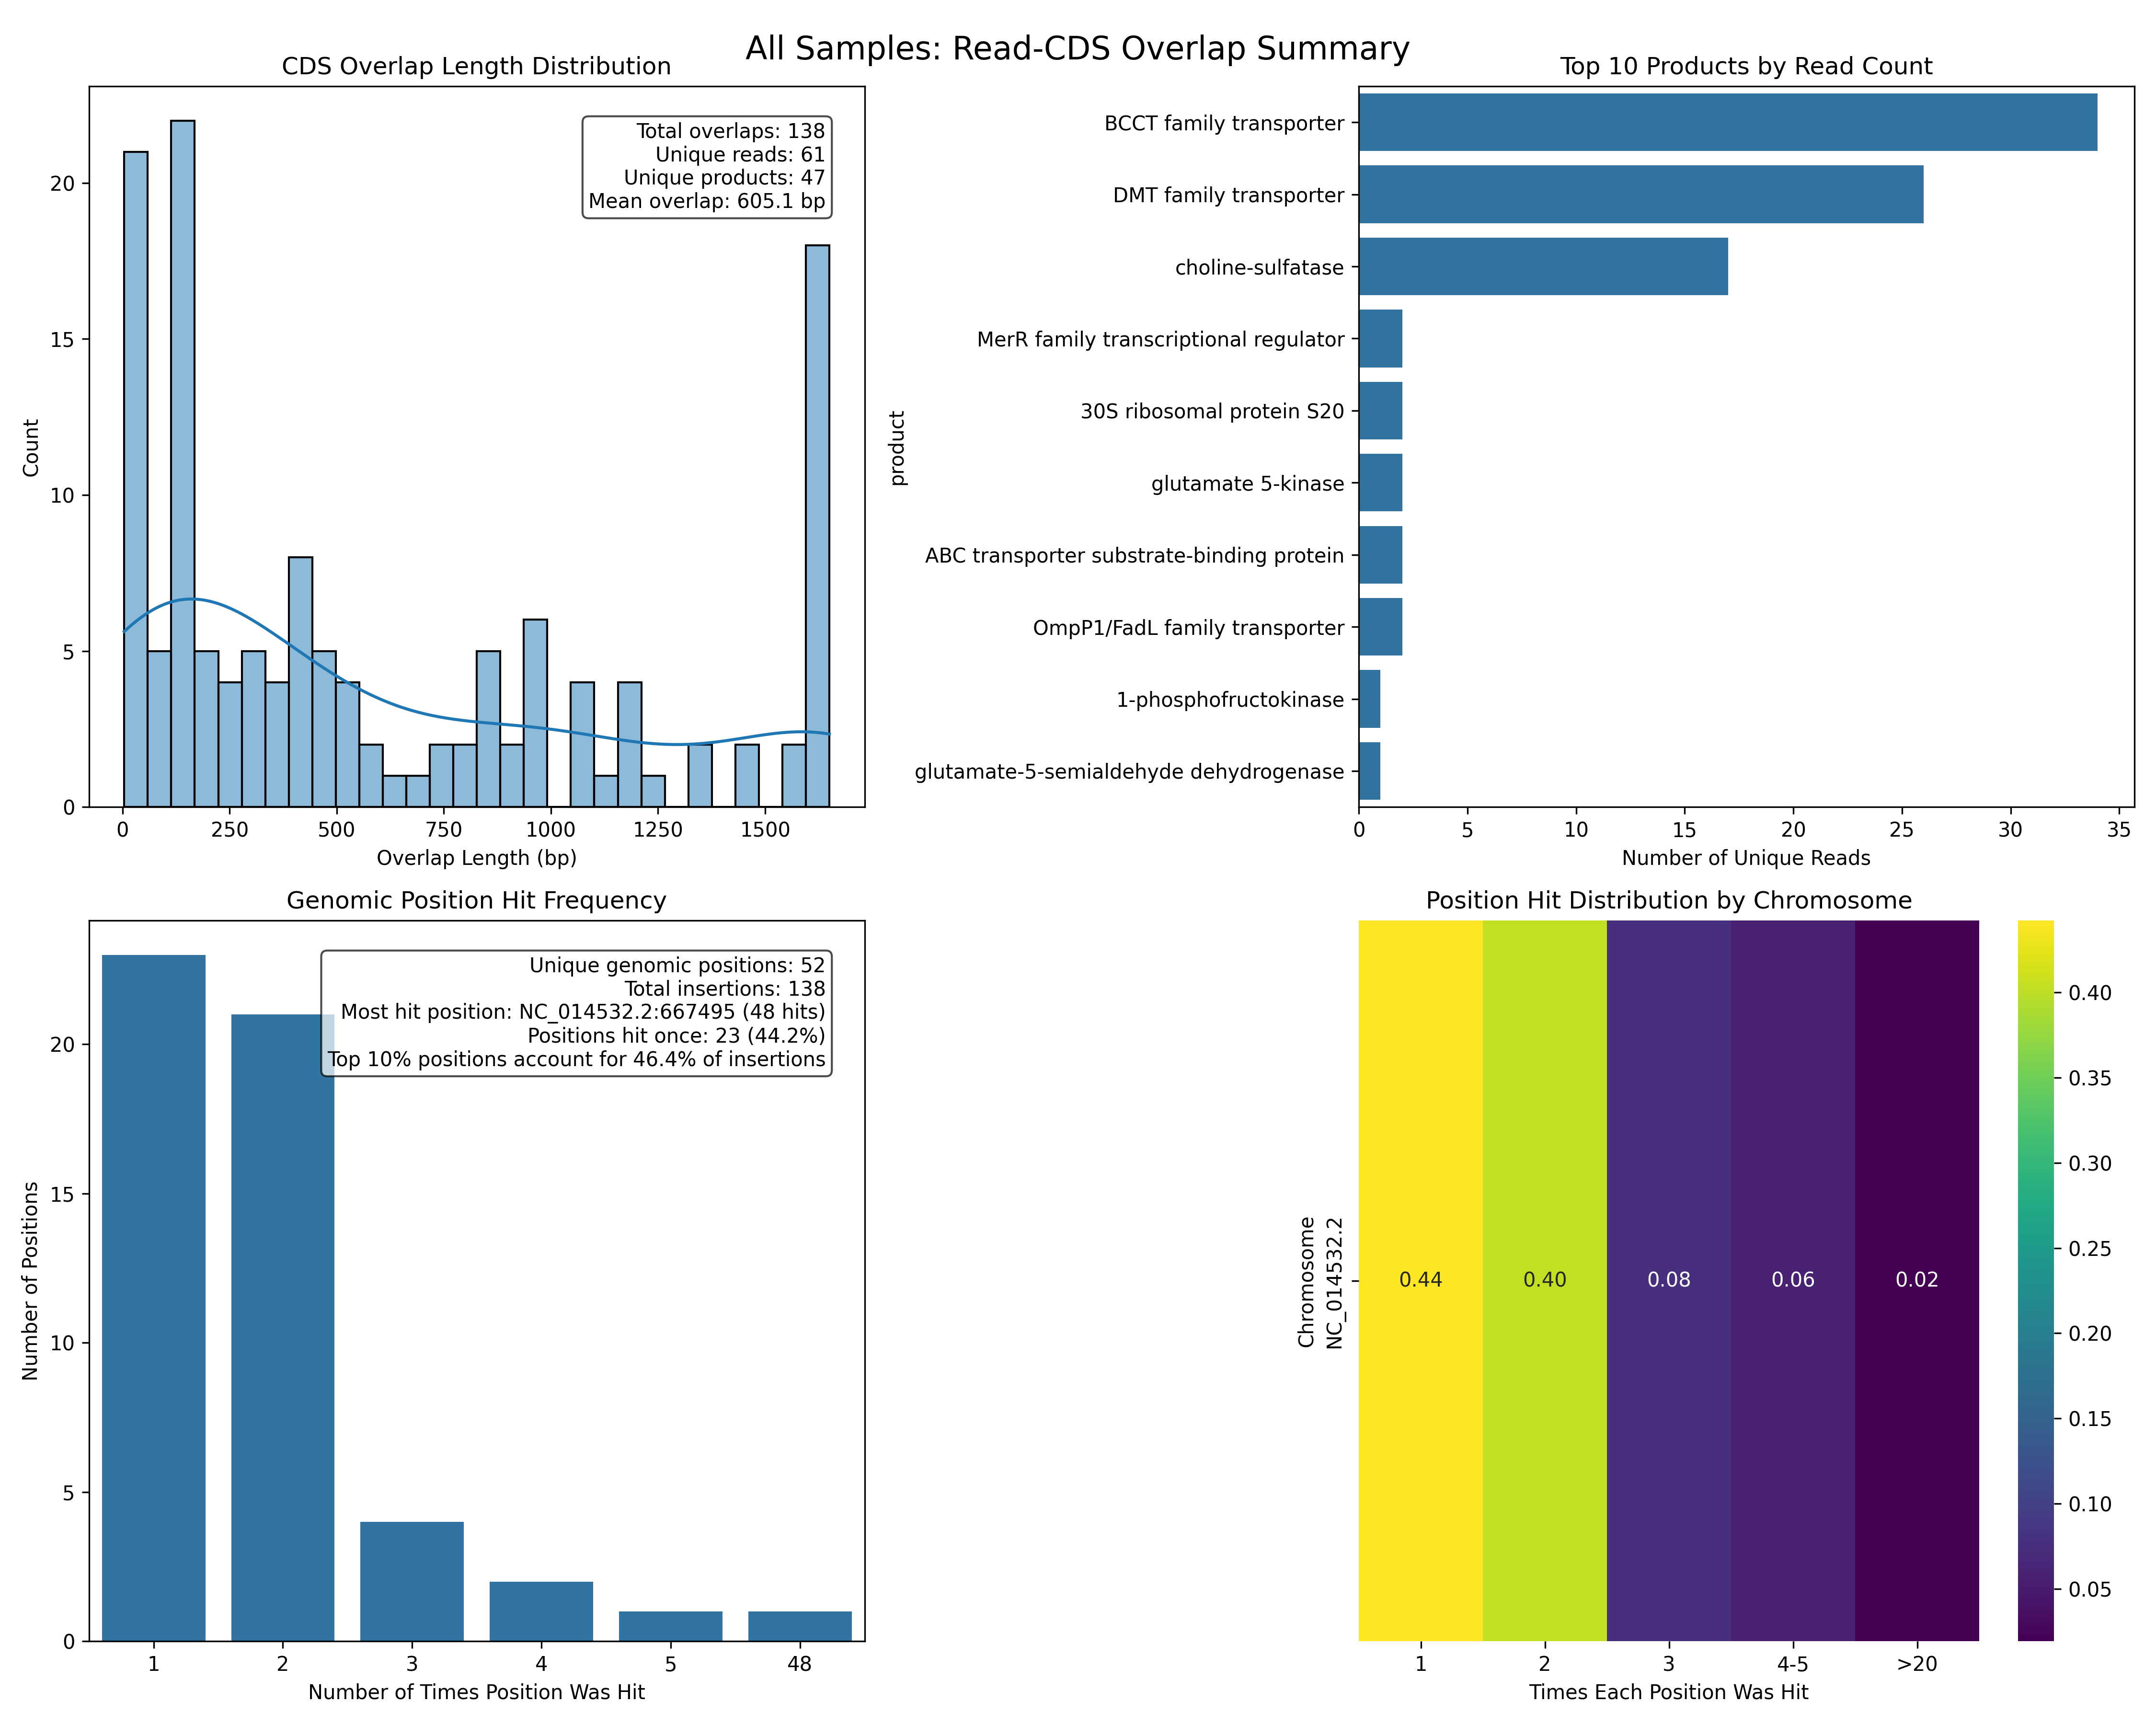 All Samples: Read-CDS Overlap Summary
CDS Overlap Length Distribution
Total overlaps: 138
Unique reads: 61
Unique products: 47
Mean overlap: 605.1 bp
Count
20
15
10
5
0
0
250
500
750
1000
1250
1500
Overlap Length (bp)
Top 10 Products by Read Count
product
BCCT family transporter
DMT family transporter
choline-sulfatase
MerR family transcriptional regulator
30S ribosomal protein S20
glutamate 5-kinase
ABC transporter substrate-binding protein
OmpP1/FadL family transporter
1-phosphofructokinase
glutamate-5-semialdehyde dehydrogenase
0
5
10
15
20
25
30
35
Number of Unique Reads
Genomic Position Hit Frequency
Unique genomic positions: 52
Total insertions: 138
Most hit position: NC_014532.2:667495 (48 hits)
Positions hit once: 23 (44.2%)
Top 10% positions account for 46.4% of insertions
Number of Positions
20
15
10
5
0
1
2
3
4
5
48
Number of Times Position Was Hit
Position Hit Distribution by Chromosome
Chromosome
NC_014532.2
0.44
0.40
0.08
0.06
0.02
1
2
3
4-5
>20
Times Each Position Was Hit
0.40
0.35
0.30
0.25
0.20
0.15
0.10
0.05